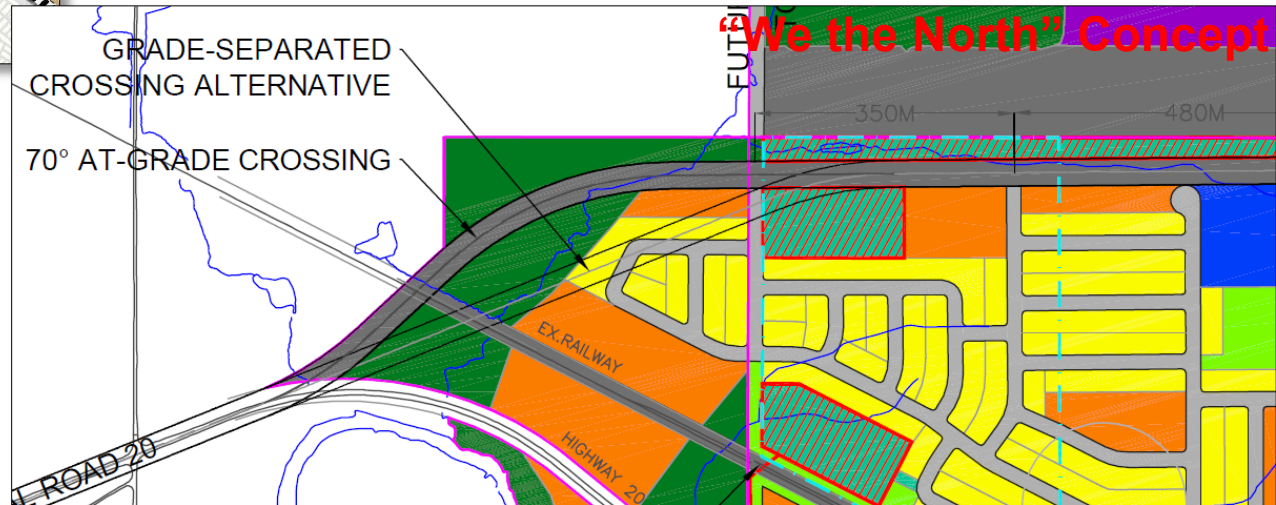 “We the North” Concept
GRADE-SEPARATED
CROSSING ALTERNATIVE
70° AT-GRADE CROSSING
350M
480M
EX.RAILWAY
HIGHWAY 20
ROAD 20